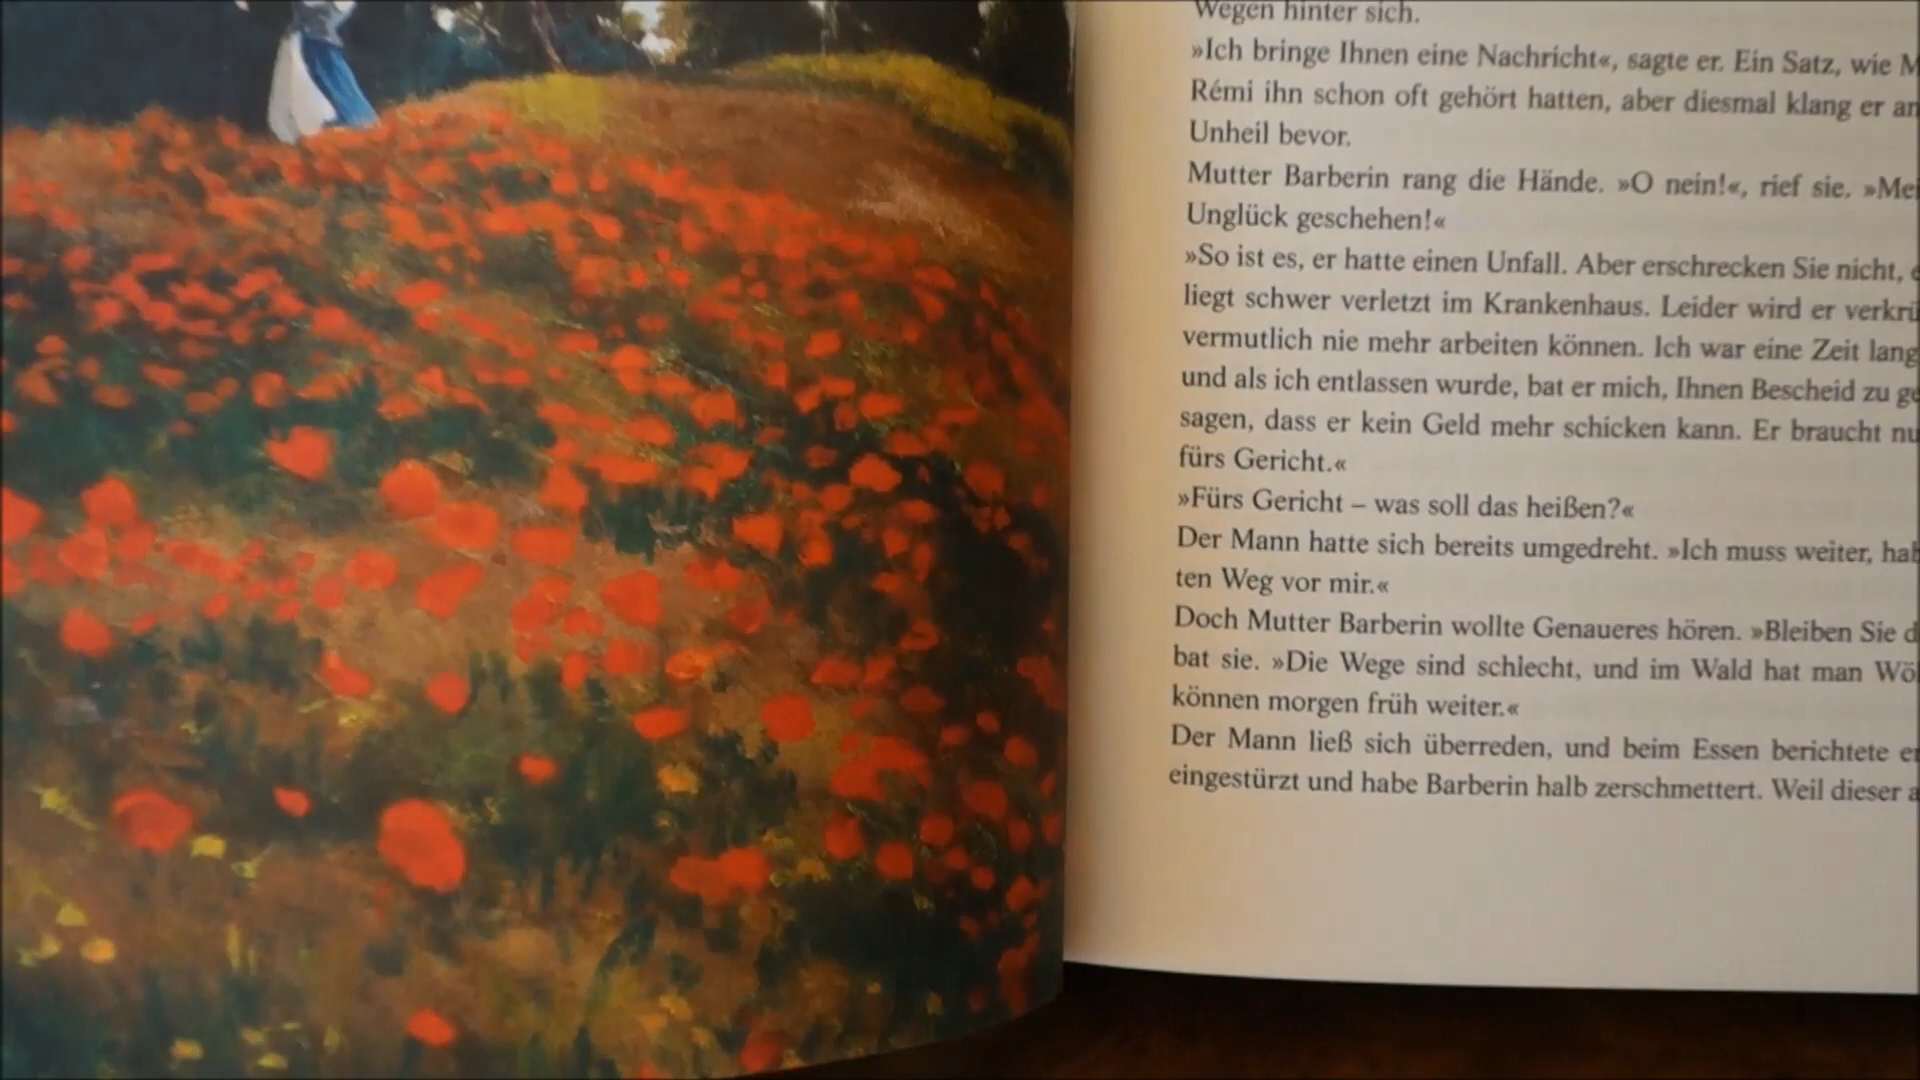 Wegen hinter sich.
»Ich bringe Ihnen eine Nachricht«, sagte er. Ein Satz, wie
Rémi ihn schon oft gehört hatten, aber diesmal klang er
Unheil bevor.
Mutter Barberin rang die Hände. »O nein!«, rief sie.
Unglück geschehen!«
»So ist es, er hatte einen Unfall. Aber erschrecken Sie nicht,
liegt schwer verletzt im Krankenhaus. Leider wird er
vermutlich nie mehr arbeiten können. Ich war eine Zeit lang
und als ich entlassen wurde, bat er mich, Ihnen Bescheid zu
sagen, dass er kein Geld mehr schicken kann. Er braucht
fürs Gericht.«
»Fürs Gericht – was soll das heißen?«
Der Mann hatte sich bereits umgedreht. »Ich muss weiter,
ten Weg vor mir.«
Doch Mutter Barberin wollte Genaueres hören. »Bleiben Sie
bat sie. »Die Wege sind schlecht, und im Wald hat man
können morgen früh weiter.«
Der Mann ließ sich überreden, und beim Essen berichtete
eingestürzt und habe Barberin halb zerschmettert. Weil dieser